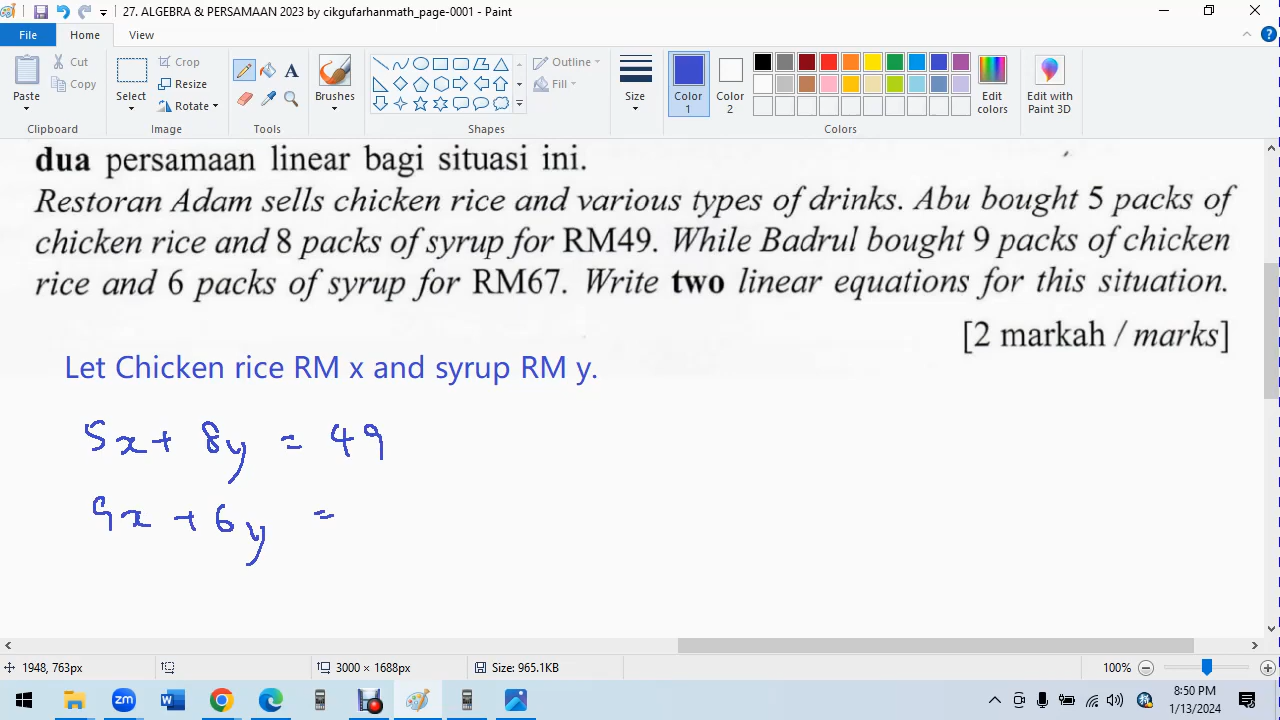 27. ALGEBRA & PERSAMAAN 2023 by cikgufarhanmath_page-0001 - Paint
File Home View
Paste Cut Copy Select Crop Resize Rotate Brushes Size Outline Fill Color 1 Color 2 Edit colors Edit with Paint 3D
Clipboard Image Tools Shapes Colors
dua persamaan linear bagi situasi ini.
Restoran Adam sells chicken rice and various types of drinks. Abu bought 5 packs of
chicken rice and 8 packs of syrup for RM49. While Badrul bought 9 packs of chicken
rice and 6 packs of syrup for RM67. Write two linear equations for this situation.
[2 markah / marks]
Let Chicken rice RM x and syrup RM y.
5x + 8y = 49
9x + 6y =
1948, 763px 3000 × 1688px Size: 965.1KB 100%
8:50 PM
1/13/2024